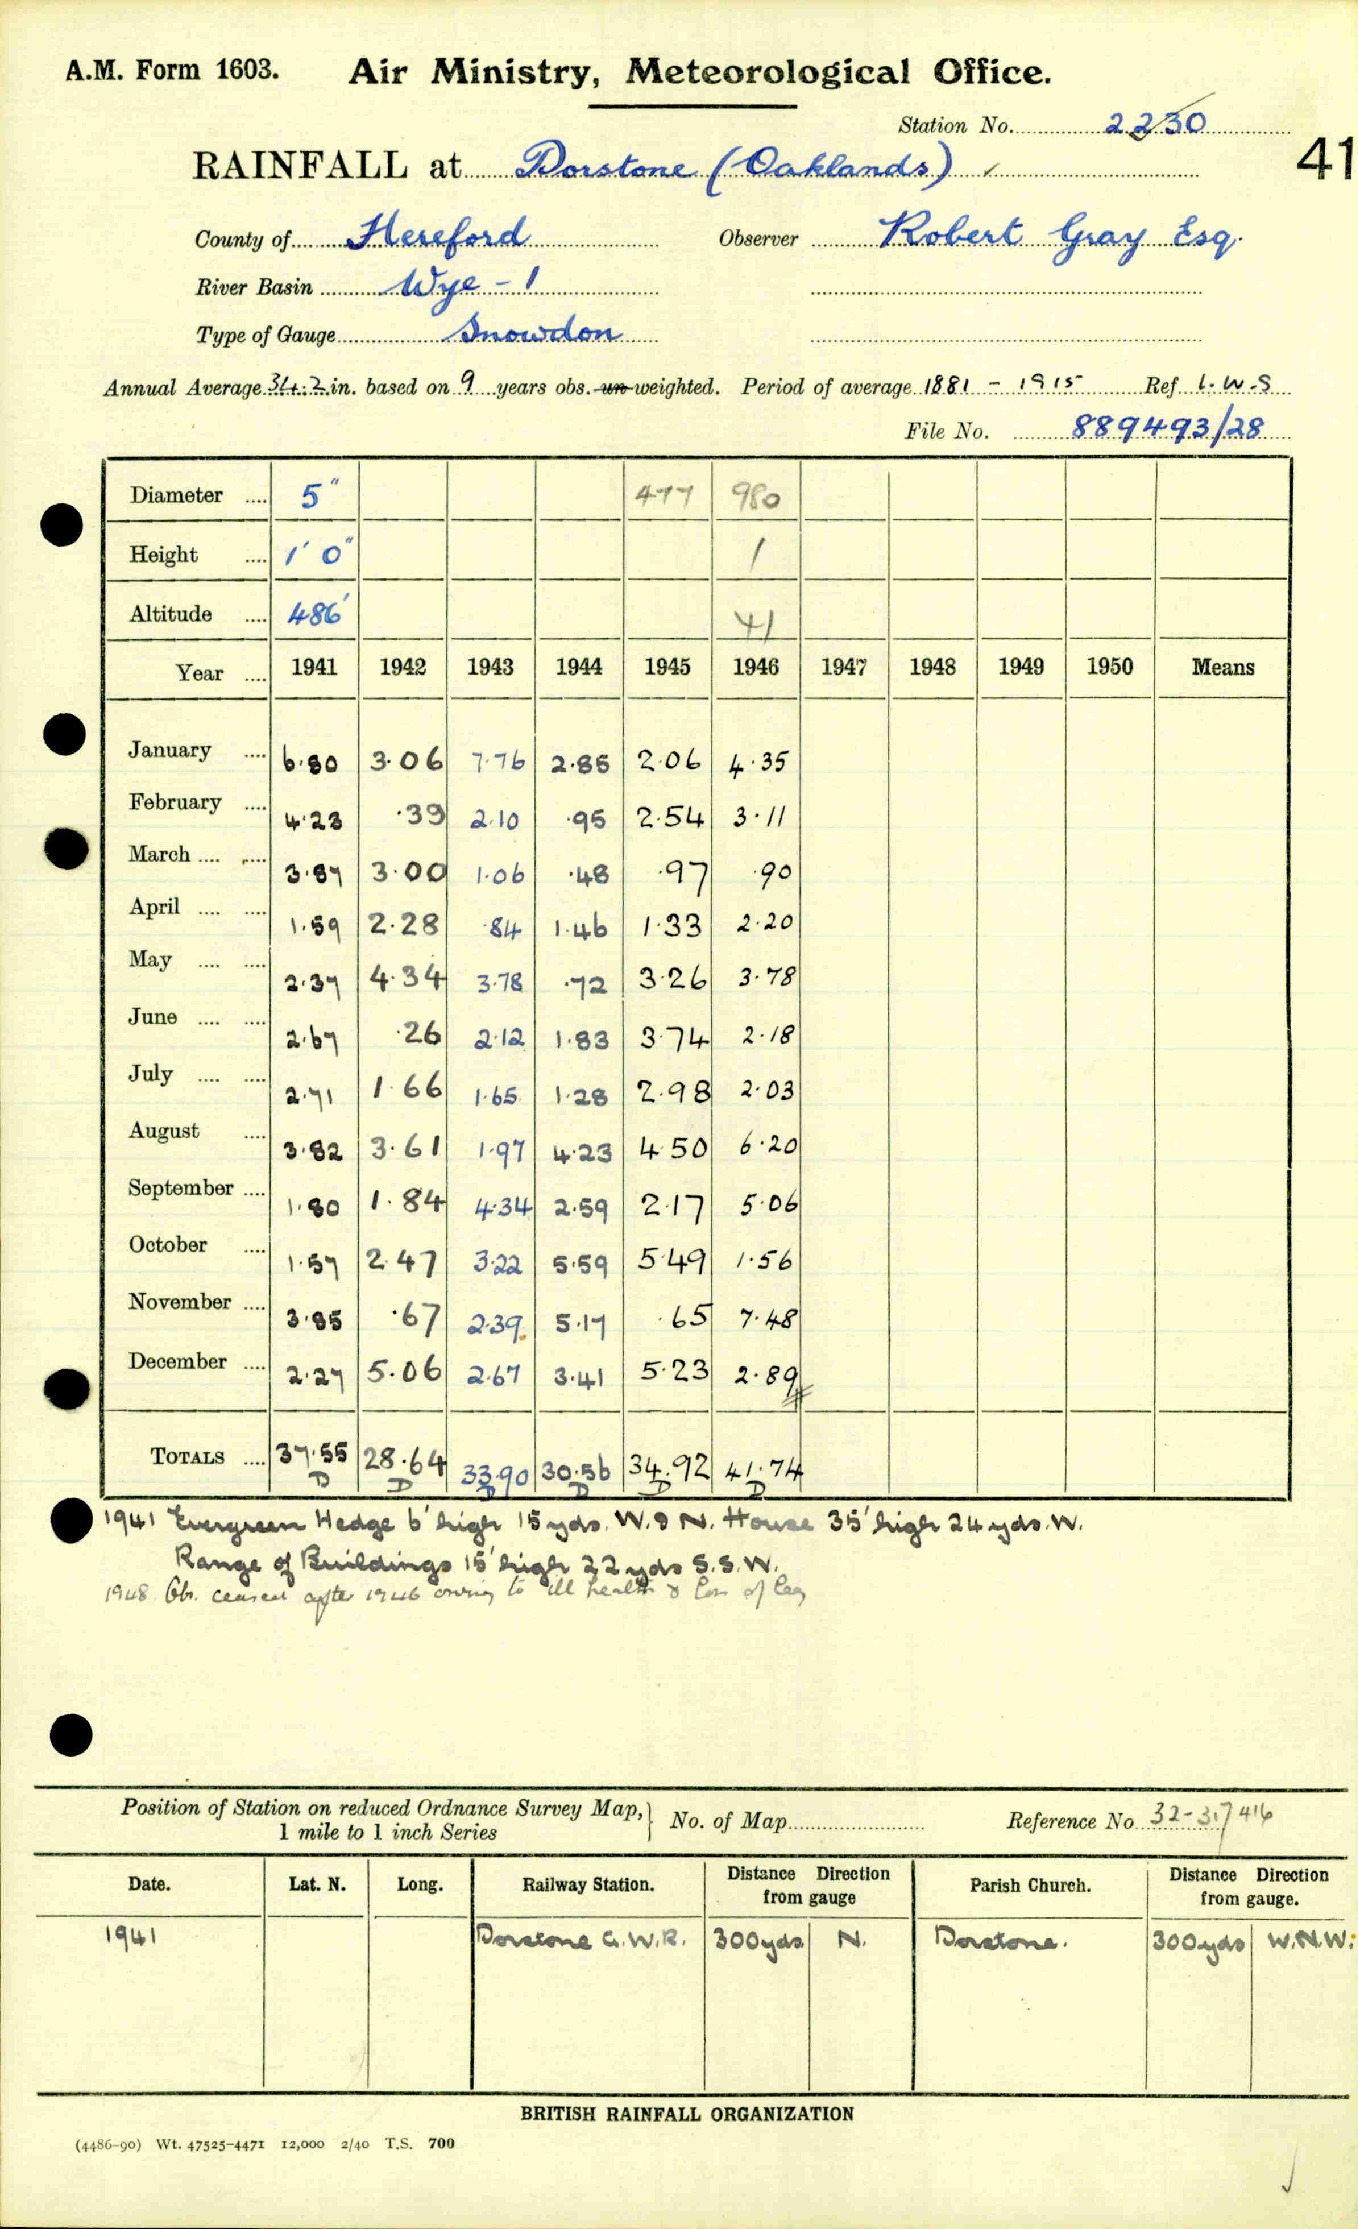 A.M. Form 1603. Air Ministry, Meteorological Office.
Station No. 2230
41
RAINFALL at Dorstone (Oaklands) ✓
County of Hereford Observer Robert Gray Esq.
River Basin Wye - 1
Type of Gauge Snowdon
Annual Average 34.2 in. based on 9 years obs. un weighted. Period of average 1881 - 1915 Ref. L.W.S
File No. 889493/28
Diameter .... 5" 477 980
Height .... 1' 0" 1
Altitude .... 486' 41
Year .... 1941 1942 1943 1944 1945 1946 1947 1948 1949 1950 Means
January .... 6.80 3.06 7.76 2.85 2.06 4.35
February .... 4.23 .39 2.10 .95 2.54 3.11
March .... .... 3.87 3.00 1.06 .48 .97 .90
April .... .... 1.59 2.28 .84 1.46 1.33 2.20
May .... .... 2.37 4.34 3.78 .72 3.26 3.78
June .... .... 2.67 .26 2.12 1.83 3.74 2.18
July .... .... 2.71 1.66 1.65 1.28 2.98 2.03
August .... 3.82 3.61 1.97 4.23 4.50 6.20
September .... 1.80 1.84 4.34 2.59 2.17 5.06
October .... 1.57 2.47 3.22 5.59 5.49 1.56
November .... 3.85 .67 2.39 5.17 .65 7.48
December .... 2.27 5.06 2.67 3.41 5.23 2.89
TOTALS .... 37.55 28.64 33.90 30.56 34.92 41.74
D D D D D D
1941 Evergreen Hedge 6' high 15 yds. W. & N. House 35' high 24 yds. W.
Range of Buildings 15' high 22 yds S.S.W.
1948 Obs. ceased after 1946 owing to ill health & loss of leg
Position of Station on reduced Ordnance Survey Map, } No. of Map Reference No 32-317416
1 mile to 1 inch Series
Date. Lat. N. Long. Railway Station. Distance Direction from gauge Parish Church. Distance Direction from gauge.
1941 Dorstone G.W.R. 300 yds N. Dorstone. 300 yds W.N.W.
BRITISH RAINFALL ORGANIZATION
(4486-90) Wt. 47525-4471 12,000 2/40 T.S. 700